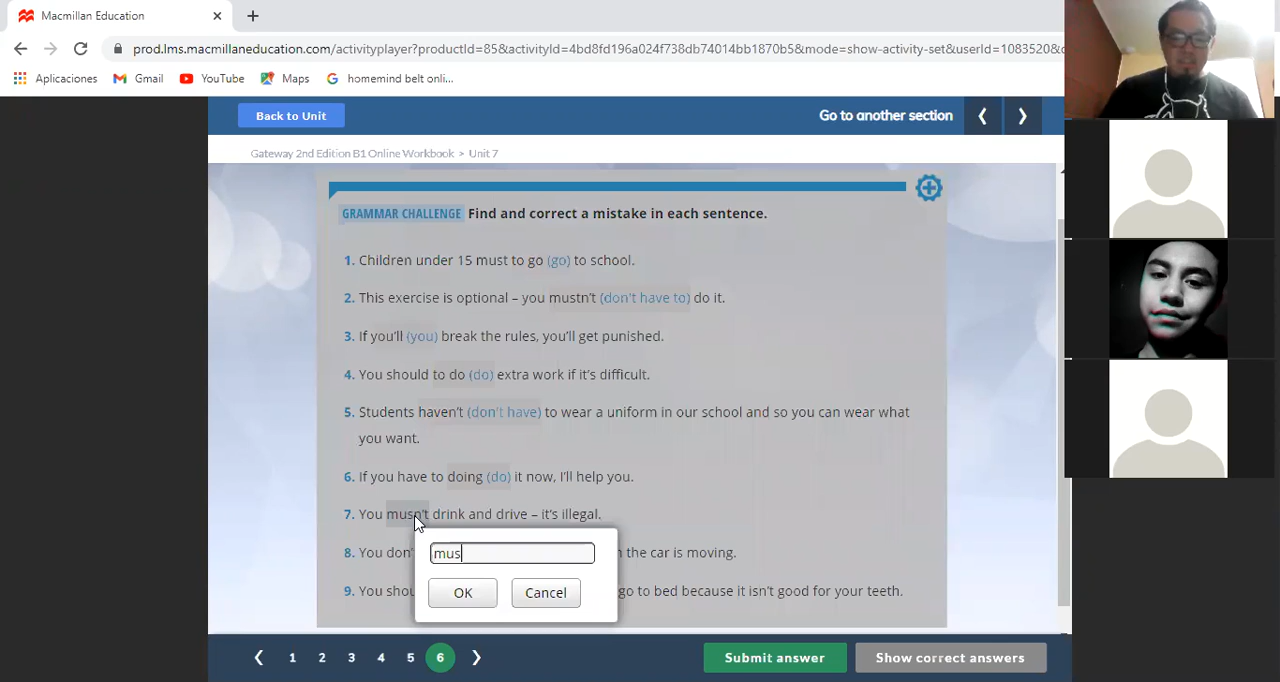 Macmillan Education
prod.lms.macmillaneducation.com/activityplayer?productId=85&activityId=4bd8fd196a024f738db74014bb1870b5&mode=show-activity-set&userId=1083520&
Aplicaciones Gmail YouTube Maps homemind belt onli...
Back to Unit Go to another section
Gateway 2nd Edition B1 Online Workbook > Unit 7
GRAMMAR CHALLENGE Find and correct a mistake in each sentence.
1. Children under 15 must to go (go) to school.
2. This exercise is optional – you mustn't (don't have to) do it.
3. If you'll (you) break the rules, you'll get punished.
4. You should to do (do) extra work if it's difficult.
5. Students haven't (don't have) to wear a uniform in our school and so you can wear what
you want.
6. If you have to doing (do) it now, I'll help you.
7. You musn't drink and drive – it's illegal.
mus
8. You don' the car is moving.
OK Cancel
9. You shou go to bed because it isn't good for your teeth.
1 2 3 4 5 6 Submit answer Show correct answers